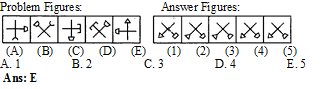 Problem Figures: Answer Figures:
(A) (B) (C) (D) (E) (1) (2) (3) (4) (5)
A. 1 B. 2 C. 3 D. 4 E. 5
Ans: E